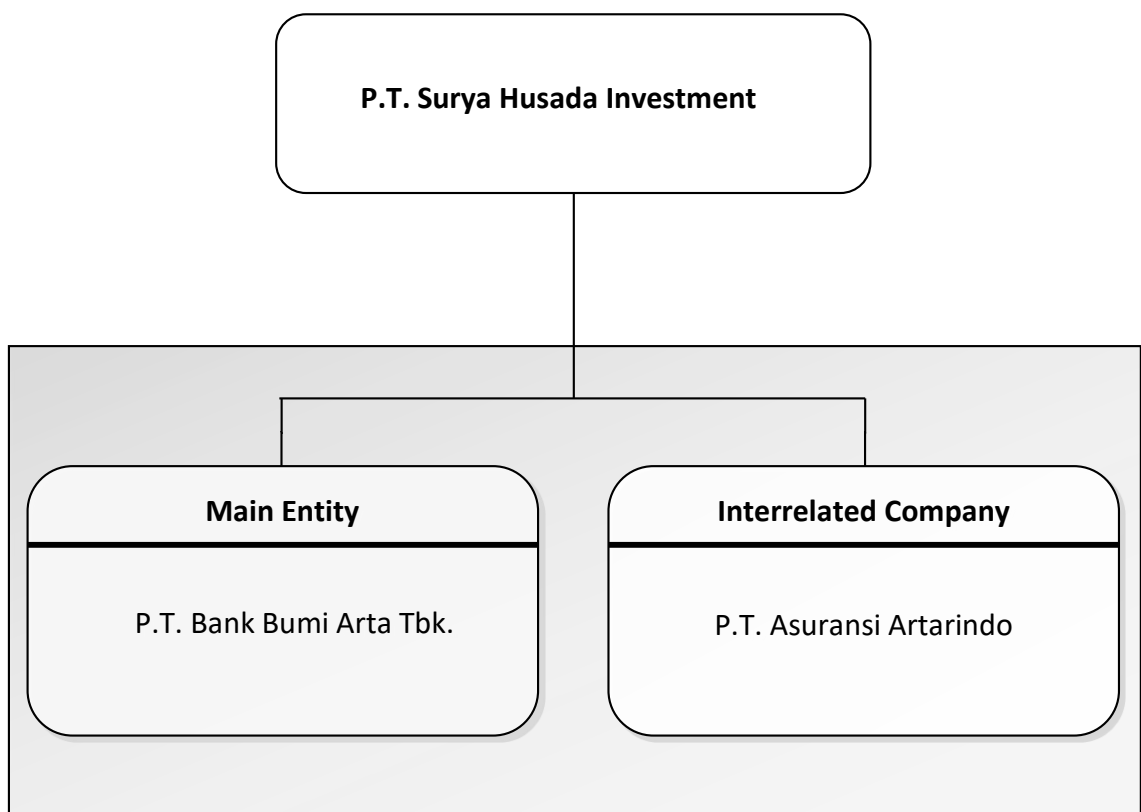 P.T. Surya Husada Investment
Main Entity
P.T. Bank Bumi Arta Tbk.
Interrelated Company
P.T. Asuransi Artarindo